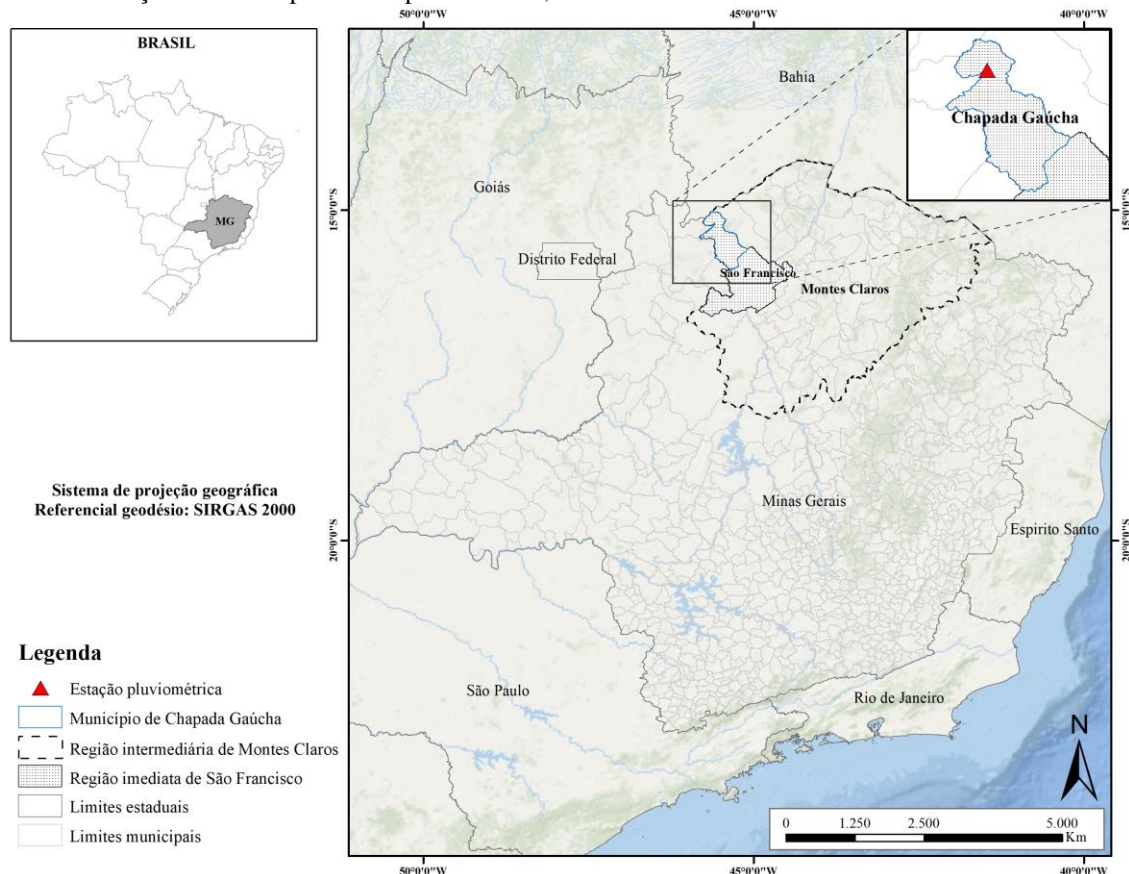 BRASIL
MG
Sistema de projeção geográfica
Referencial geodésio: SIRGAS 2000
Legenda
Estação pluviométrica
Município de Chapada Gaúcha
Região intermediária de Montes Claros
Região imediata de São Francisco
Limites estaduais
Limites municipais
50°0'0"W
45°0'0"W
40°0'0"W
Bahia
Chapada Gaúcha
Goiás
15°0'0"S
15°0'0"S
Distrito Federal
São Francisco
Montes Claros
Minas Gerais
Espirito Santo
20°0'0"S
20°0'0"S
São Paulo
Rio de Janeiro
N
0 1.250 2.500 5.000
Km
50°0'0"W
45°0'0"W
40°0'0"W